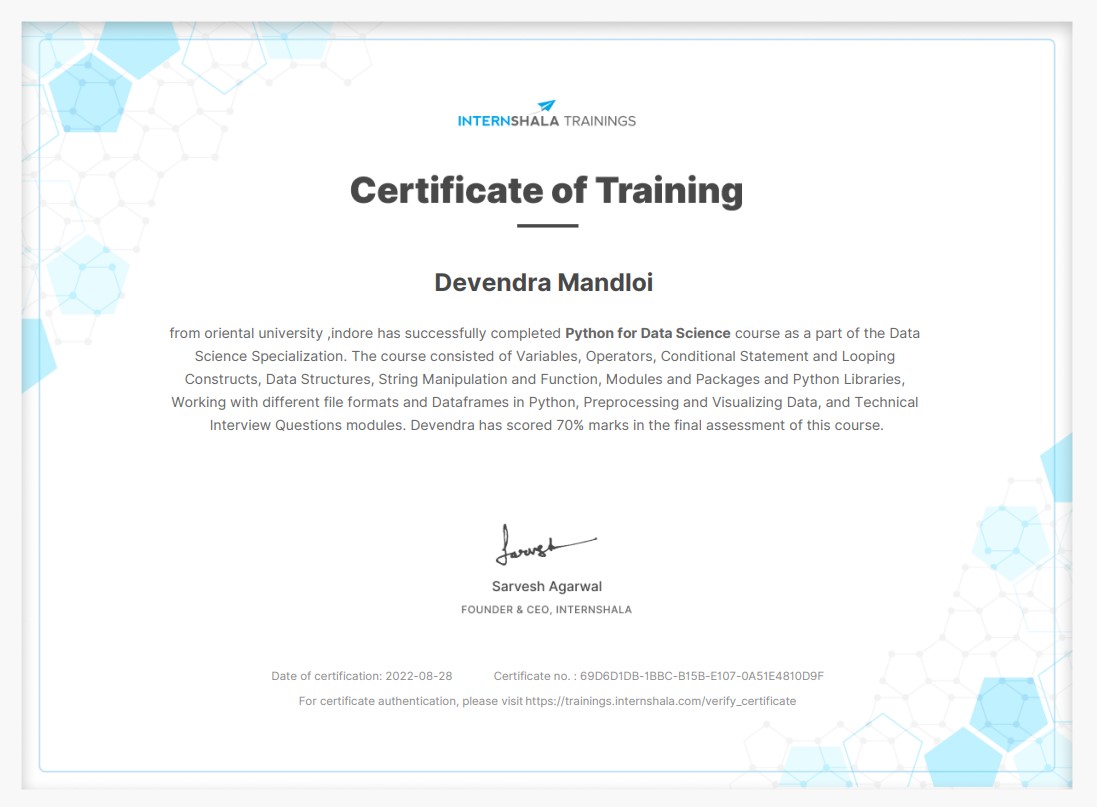 INTERNSHALA TRAININGS
Certificate of Training
Devendra Mandloi
from oriental university ,indore has successfully completed Python for Data Science course as a part of the Data
Science Specialization. The course consisted of Variables, Operators, Conditional Statement and Looping
Constructs, Data Structures, String Manipulation and Function, Modules and Packages and Python Libraries,
Working with different file formats and Dataframes in Python, Preprocessing and Visualizing Data, and Technical
Interview Questions modules. Devendra has scored 70% marks in the final assessment of this course.
Sarvesh
Sarvesh Agarwal
FOUNDER & CEO, INTERNSHALA
Date of certification: 2022-08-28 Certificate no. : 69D6D1DB-1BBC-B15B-E107-0A51E4810D9F
For certificate authentication, please visit https://trainings.internshala.com/verify_certificate